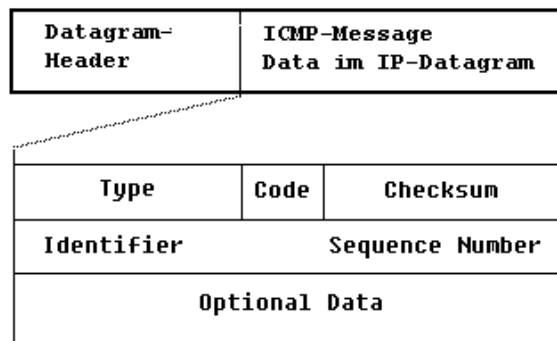 Datagram-
Header
ICMP-Message
Data im IP-Datagram
Type Code Checksum
Identifier Sequence Number
Optional Data